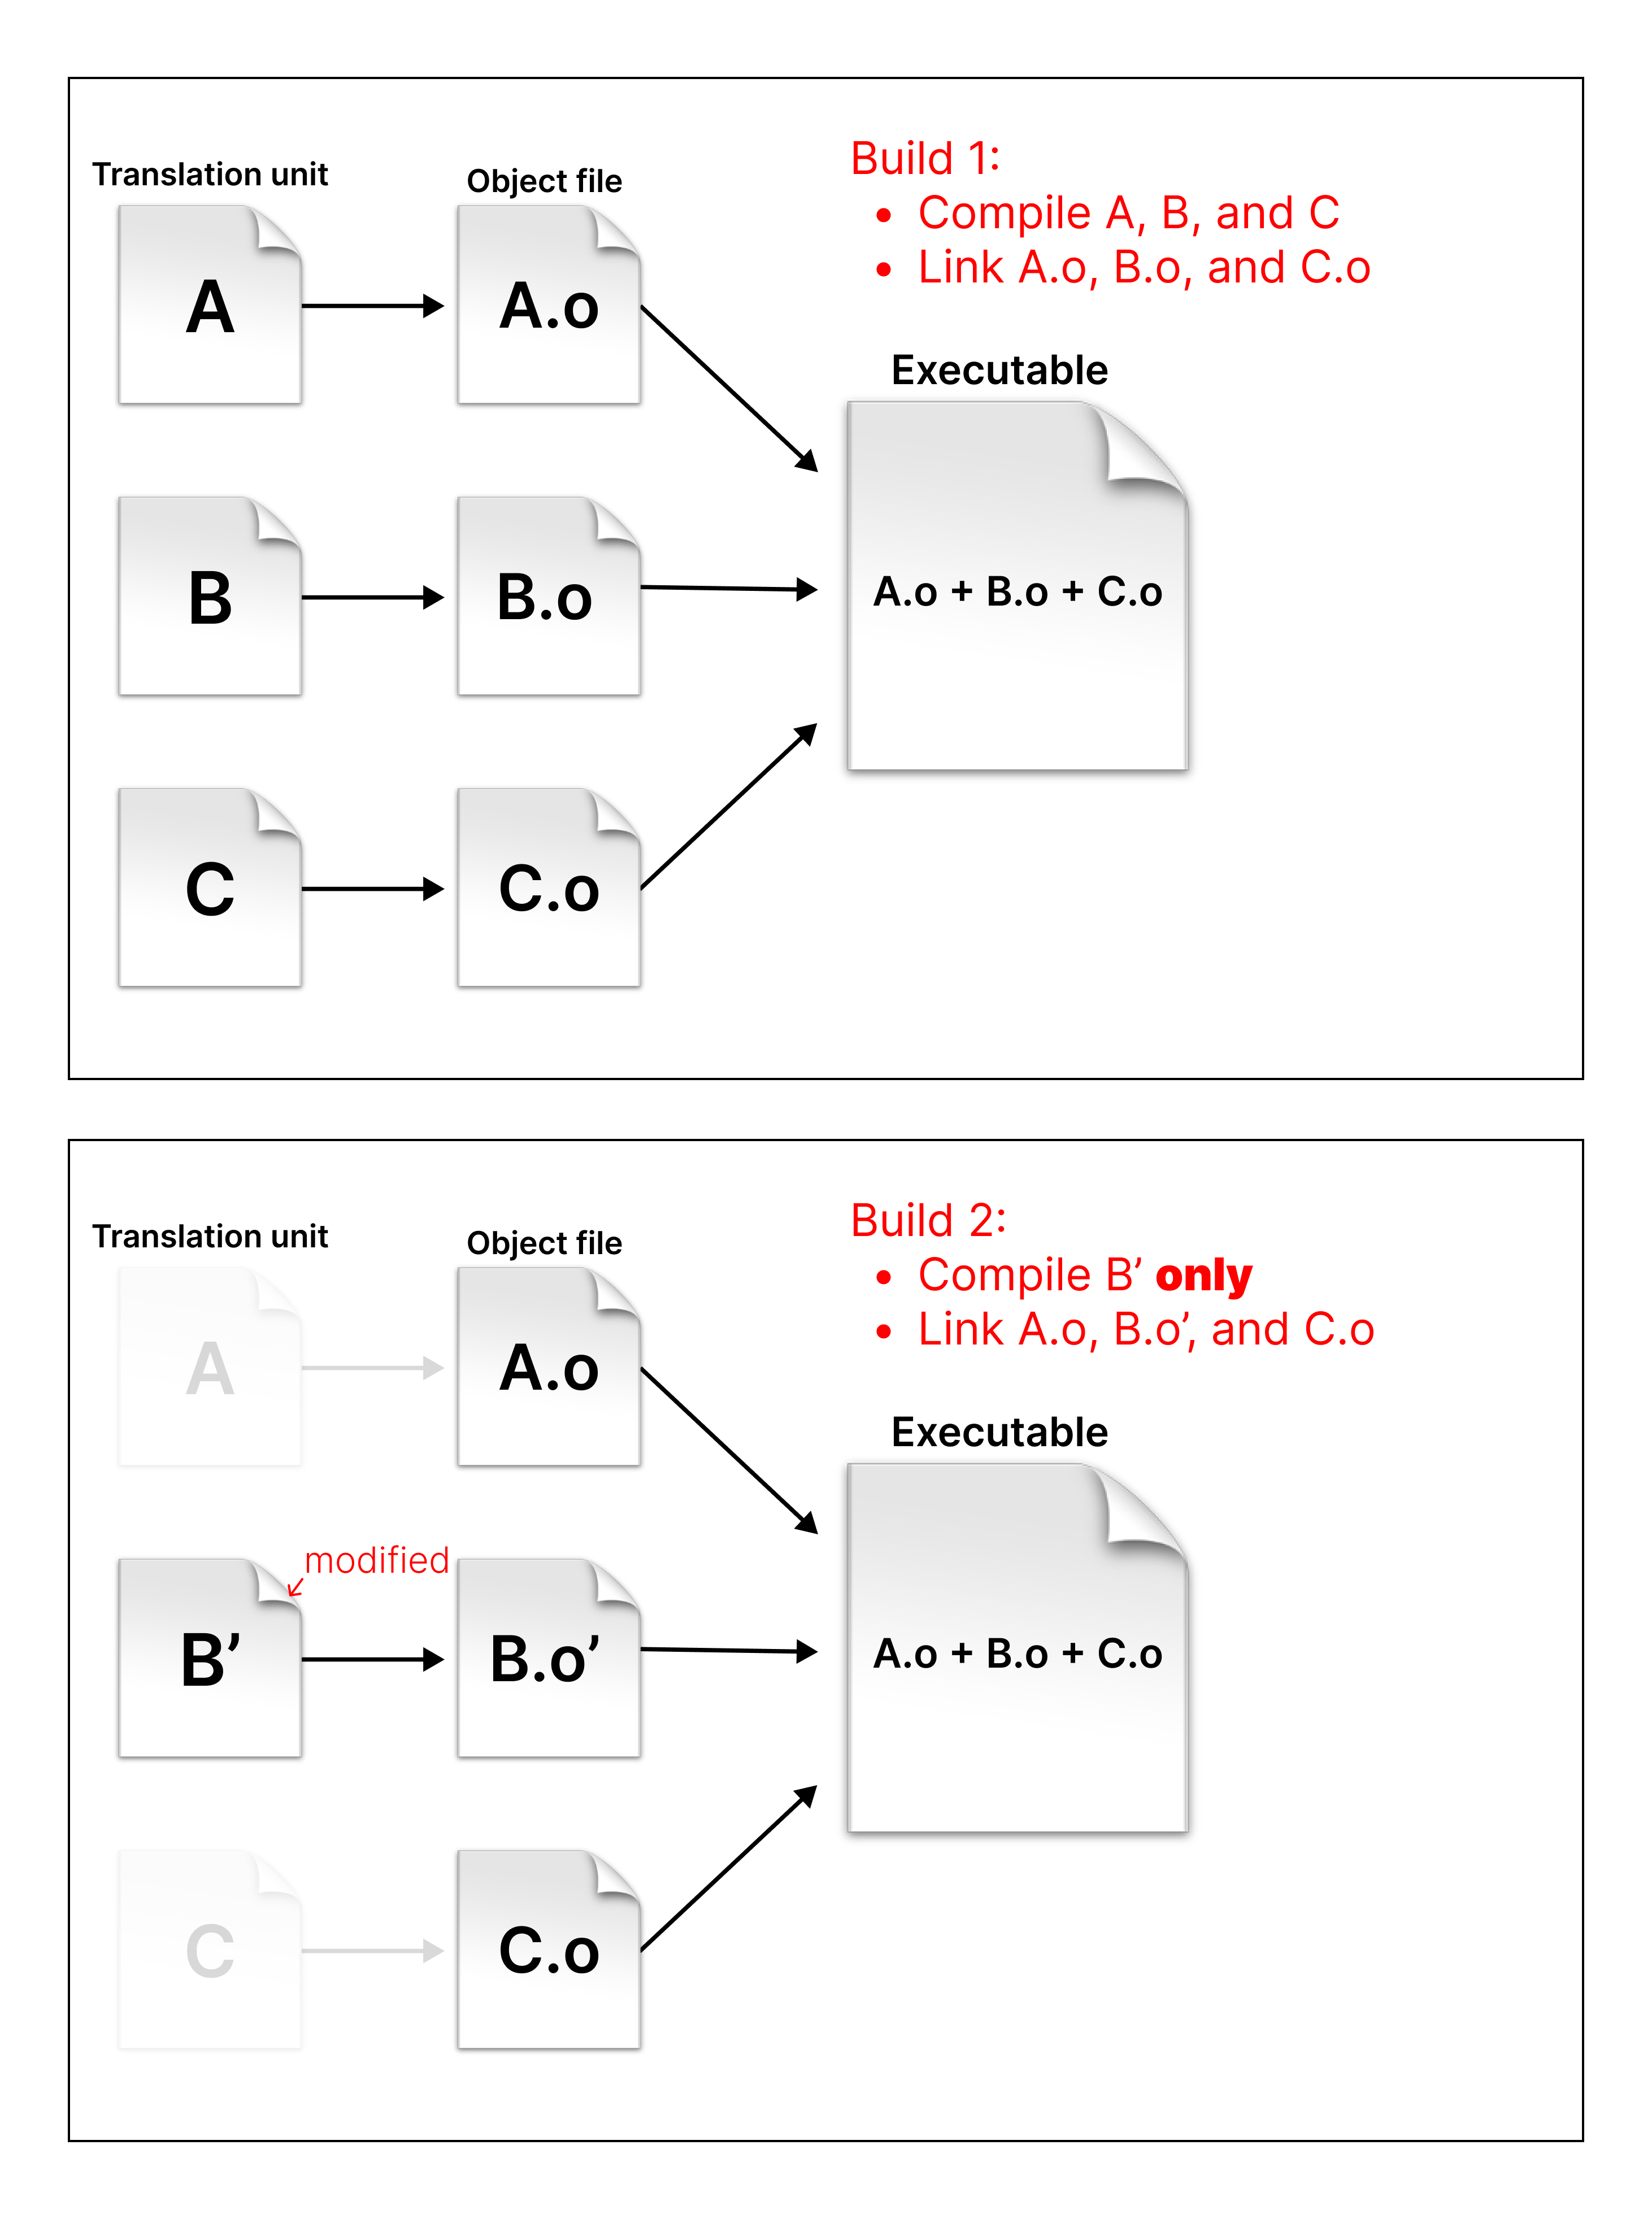 Translation unit
Object file
Build 1:
• Compile A, B, and C
• Link A.o, B.o, and C.o
A
A.o
Executable
B
B.o
A.o + B.o + C.o
C
C.o
Translation unit
Object file
Build 2:
• Compile B’ only
• Link A.o, B.o’, and C.o
A
A.o
Executable
modified
B’
B.o’
A.o + B.o + C.o
C
C.o